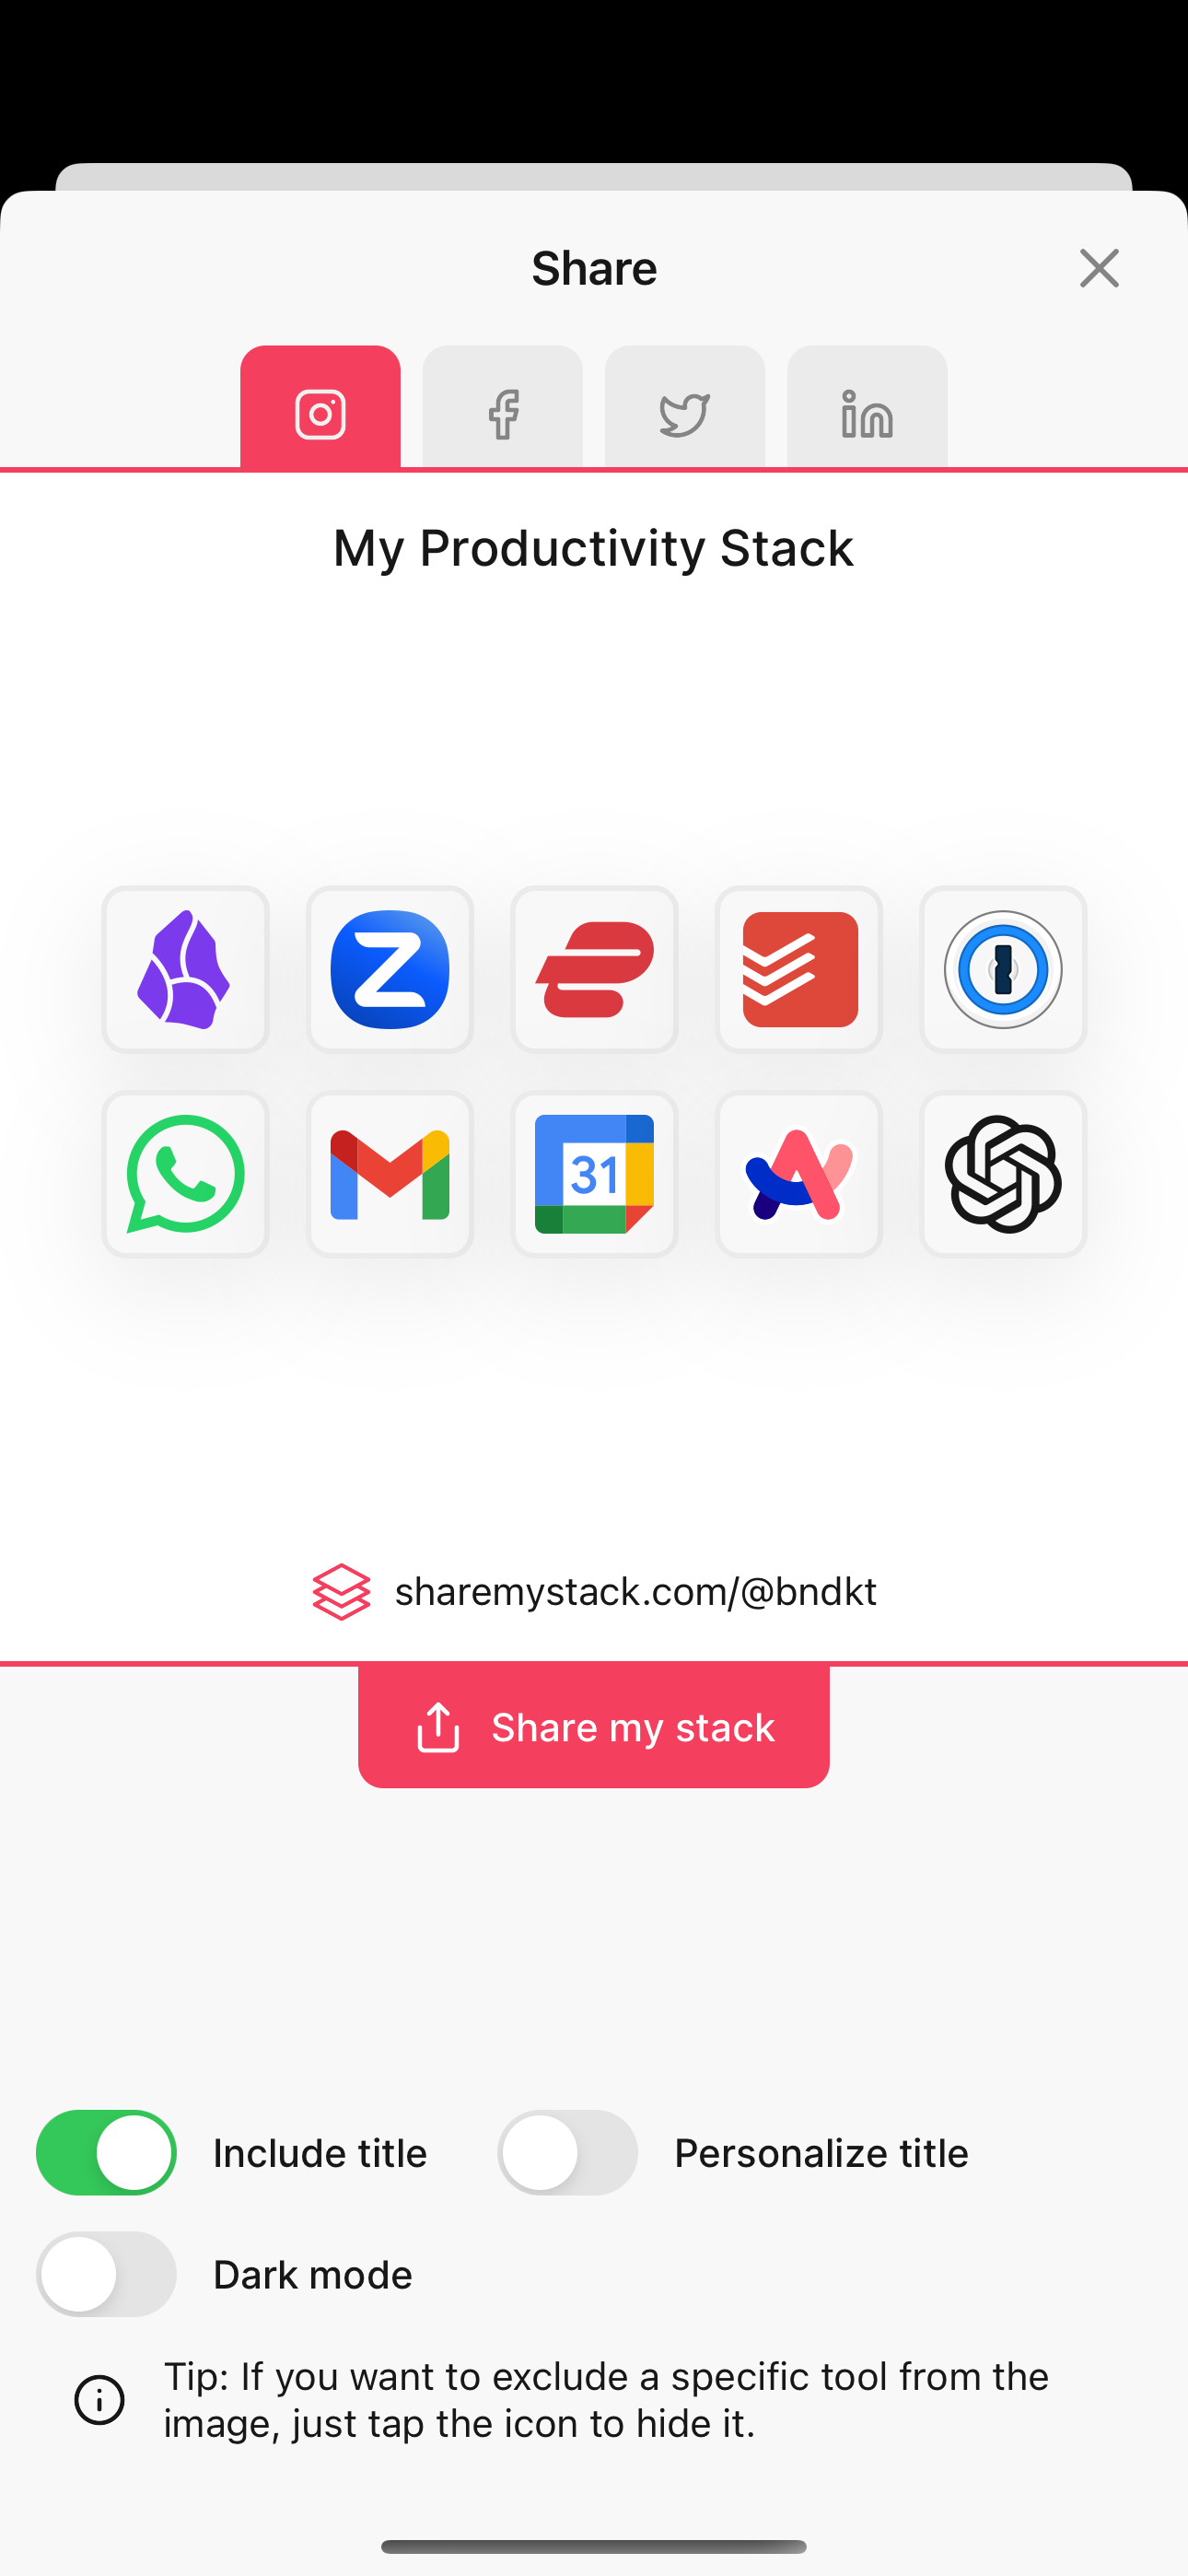 Share
My Productivity Stack
31
sharemystack.com/@bndkt
Share my stack
Include title
Personalize title
Dark mode
Tip: If you want to exclude a specific tool from the
image, just tap the icon to hide it.